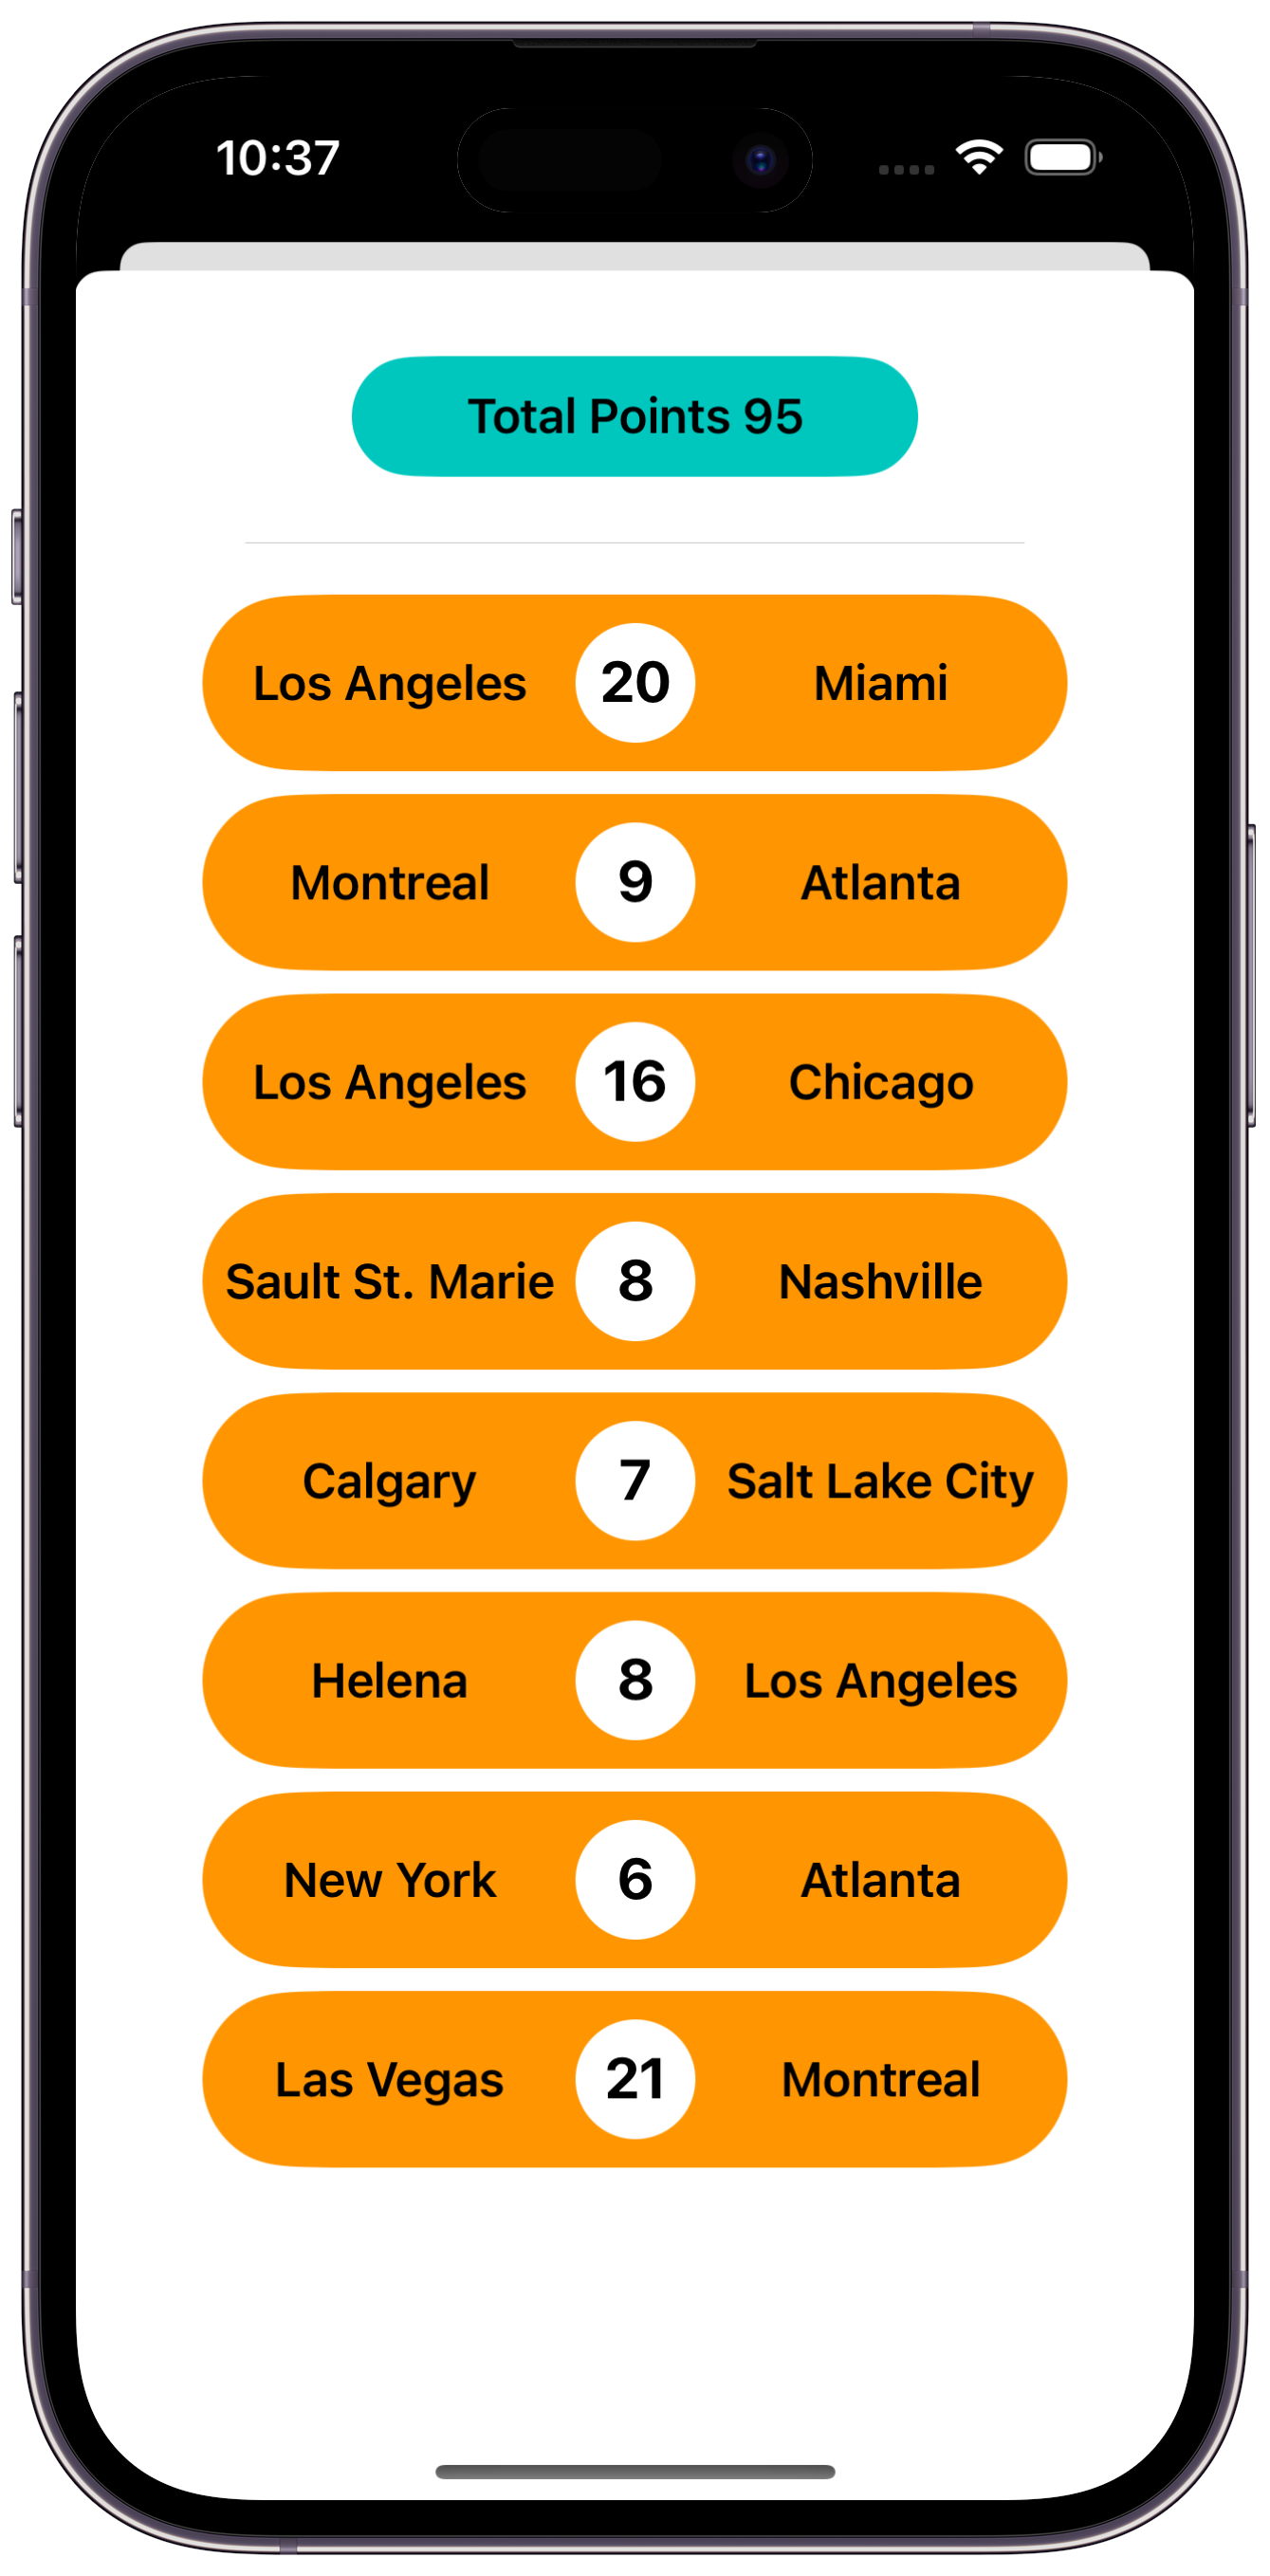 10:37
Total Points 95
Los Angeles 20 Miami
Montreal 9 Atlanta
Los Angeles 16 Chicago
Sault St. Marie 8 Nashville
Calgary 7 Salt Lake City
Helena 8 Los Angeles
New York 6 Atlanta
Las Vegas 21 Montreal